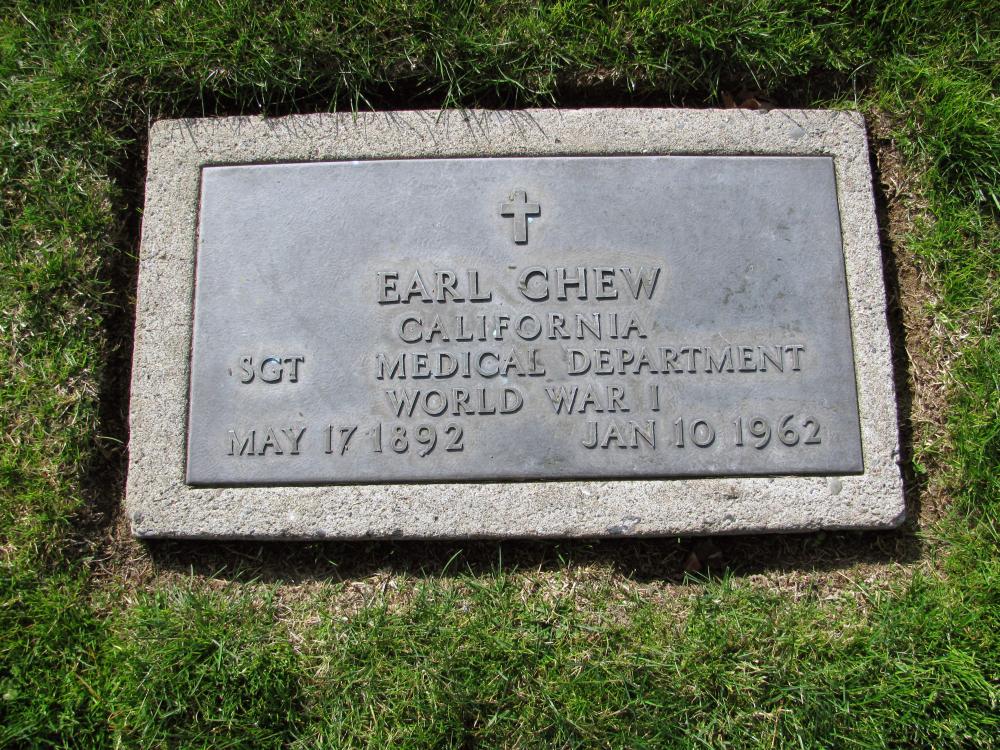 EARL CHEW
CALIFORNIA
SGT MEDICAL DEPARTMENT
WORLD WAR I
MAY 17 1892 JAN 10 1962